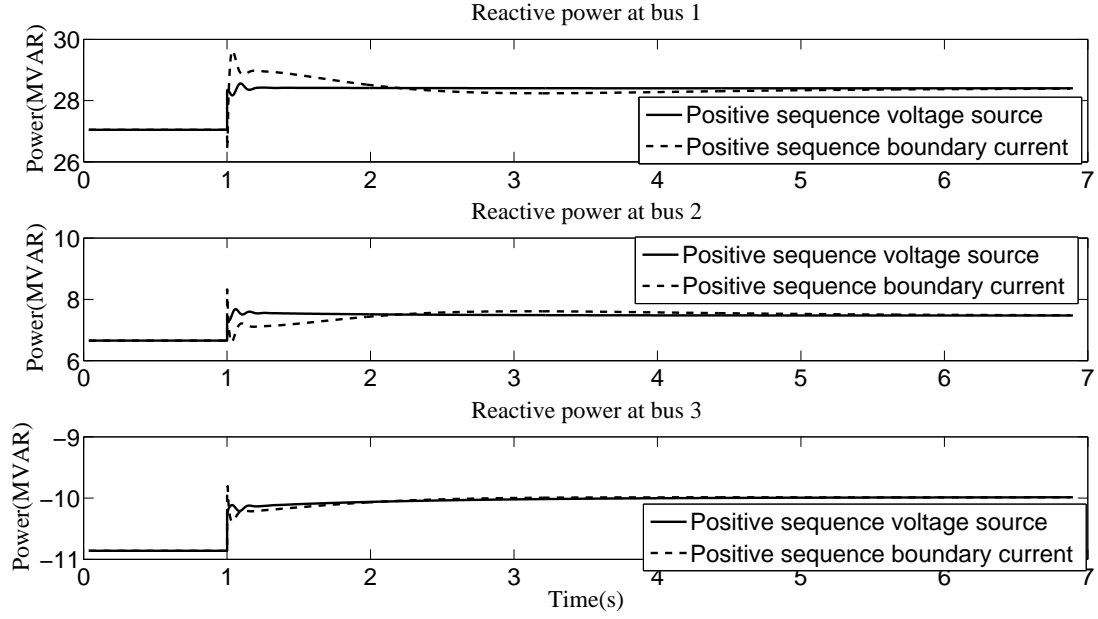 Reactive power at bus 1
Power(MVAR)
30
28
26
0 1 2 3 4 5 6 7
Positive sequence voltage source
Positive sequence boundary current
Reactive power at bus 2
Power(MVAR)
10
8
6
0 1 2 3 4 5 6 7
Positive sequence voltage source
Positive sequence boundary current
Reactive power at bus 3
Power(MVAR)
−9
−10
−11
0 1 2 3 4 5 6 7
Positive sequence voltage source
Positive sequence boundary current
Time(s)